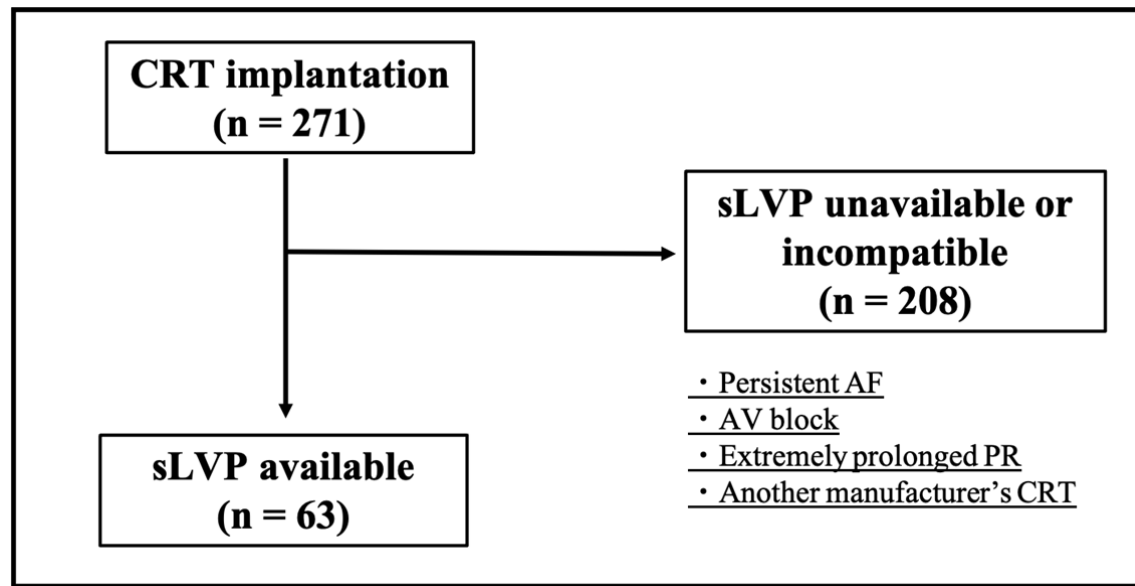 CRT implantation
(n = 271)
sLVP unavailable or
incompatible
(n = 208)
・Persistent AF
・AV block
・Extremely prolonged PR
・Another manufacturer’s CRT
sLVP available
(n = 63)